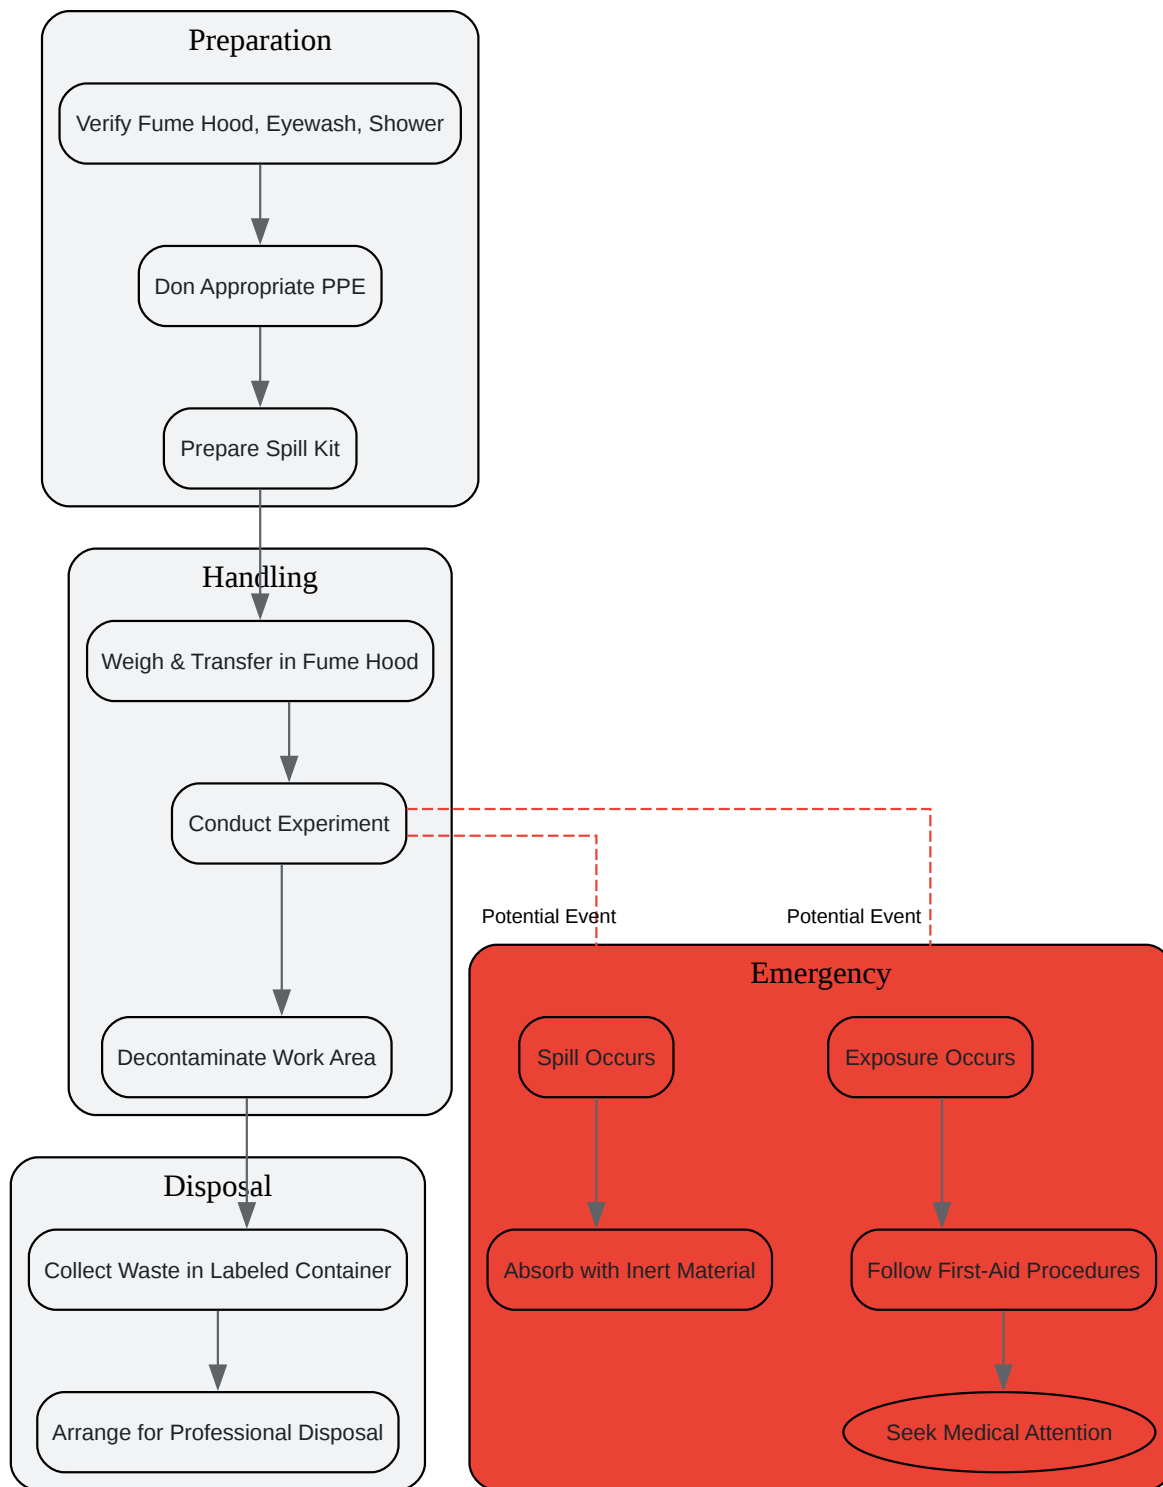 Preparation
Verify Fume Hood, Eyewash, Shower
Don Appropriate PPE
Prepare Spill Kit
Handling
Weigh & Transfer in Fume Hood
Conduct Experiment
Potential Event
Potential Event
Decontaminate Work Area
Emergency
Spill Occurs
Exposure Occurs
Absorb with Inert Material
Follow First-Aid Procedures
Seek Medical Attention
Disposal
Collect Waste in Labeled Container
Arrange for Professional Disposal